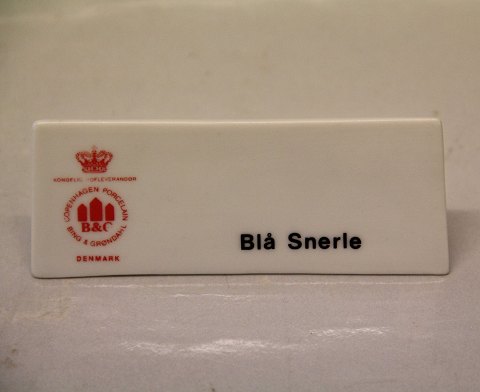 KONGELIG HOFLEVERANDØR
COPENHAGEN PORCELAIN
B&G
BING & GRØNDAHL
DENMARK
Blå Snerle